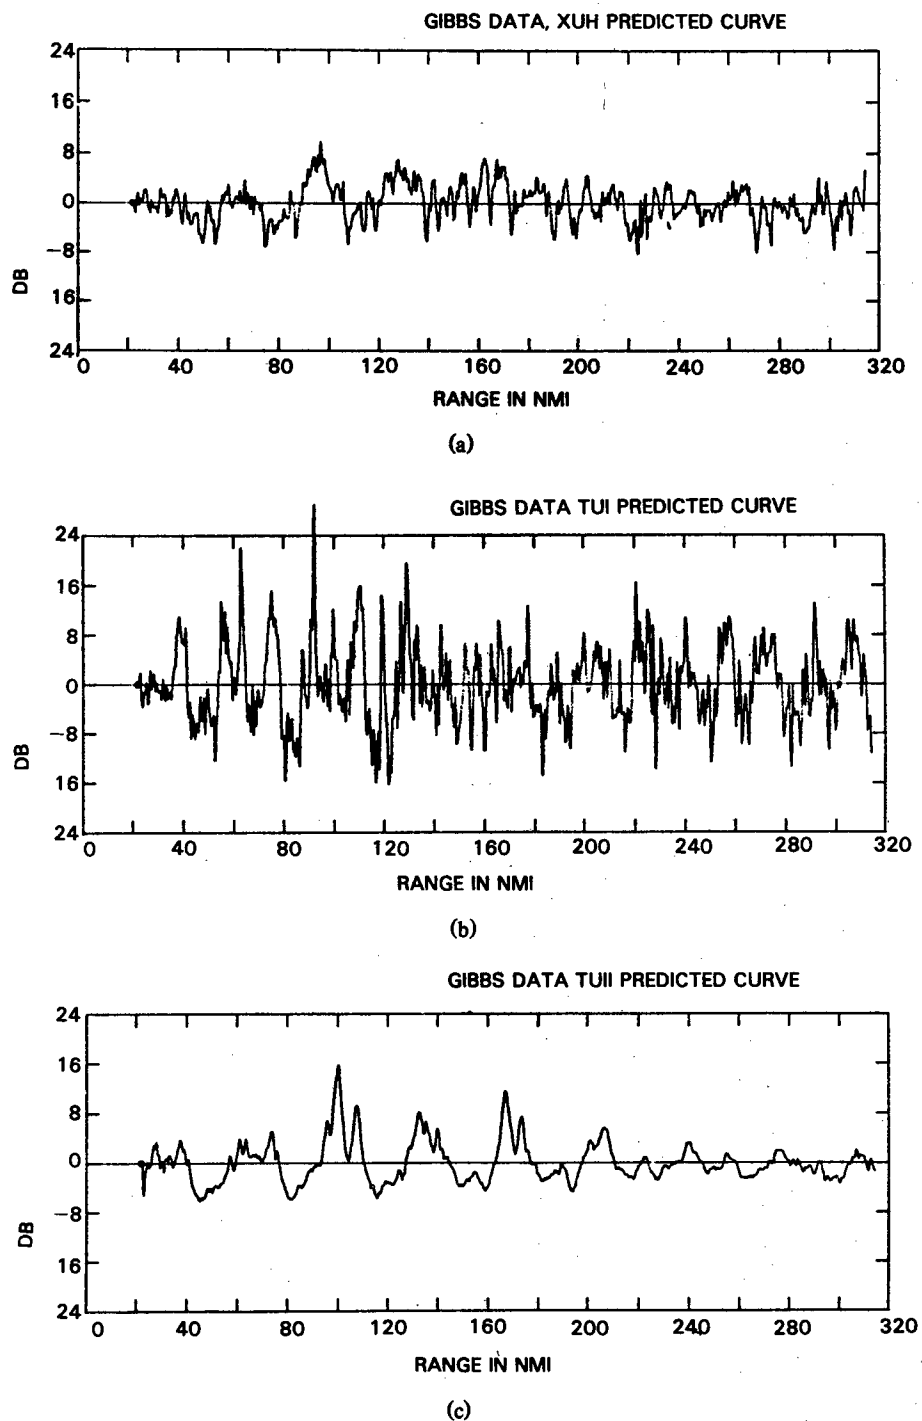 GIBBS DATA, XUH PREDICTED CURVE
24
16
8
0
−8
16
24
DB
0 40 80 120 160 200 240 280 320
RANGE IN NMI
(a)
GIBBS DATA TUI PREDICTED CURVE
24
16
8
0
−8
16
24
DB
0 40 80 120 160 200 240 280 320
RANGE IN NMI
(b)
GIBBS DATA TUII PREDICTED CURVE
24
16
8
0
−8
16
24
DB
0 40 80 120 160 200 240 280 320
RANGE IN NMI
(c)